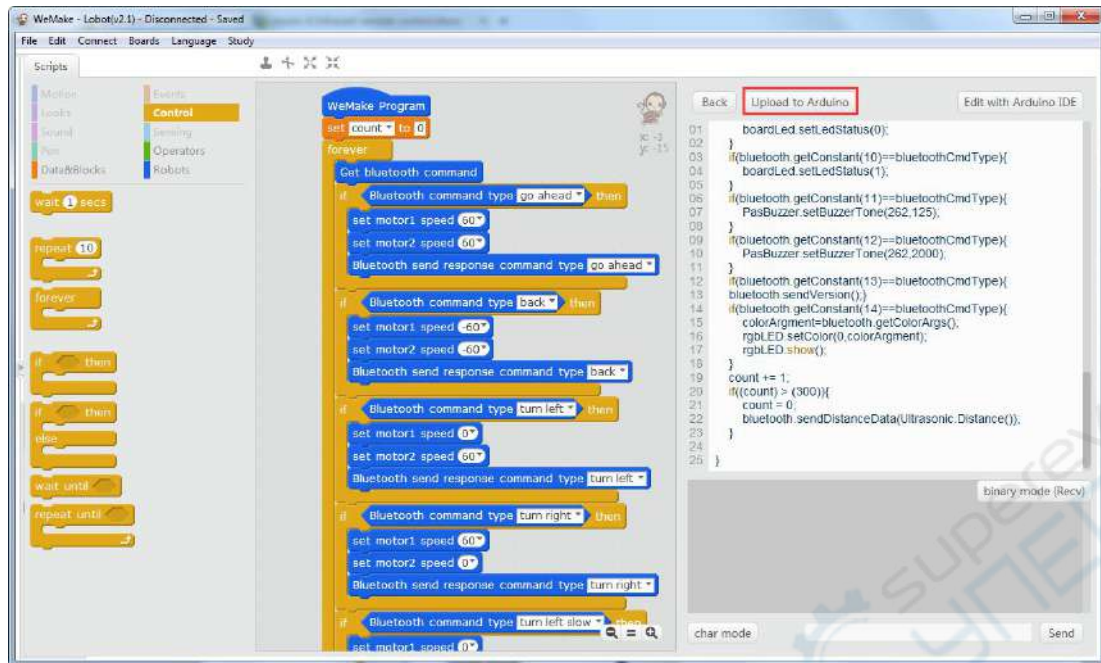 WeMake - Lobot(v2.1) - Disconnected - Saved
File Edit Connect Boards Language Study
Scripts
Motion Events
Looks Control
Sound Sensing
Pen Operators
Data&Blocks Robots
wait 1 secs
repeat 10
forever
if then
if then
else
wait until
repeat until
WeMake Program
set count to 0
forever
Get bluetooth command
if Bluetooth command type go ahead then
set motor1 speed 60
set motor2 speed 60
Bluetooth send response command type go ahead
if Bluetooth command type back then
set motor1 speed -60
set motor2 speed -60
Bluetooth send response command type back
if Bluetooth command type turn left then
set motor1 speed 0
set motor2 speed 60
Bluetooth send response command type turn left
if Bluetooth command type turn right then
set motor1 speed 60
set motor2 speed 0
Bluetooth send response command type turn right
if Bluetooth command type turn left slow then
set motor1 speed 0
x: -3
y: -15
Back Upload to Arduino Edit with Arduino IDE
01 boardLed.setLedStatus(0);
02 }
03 if(bluetooth.getConstant(10)==bluetoothCmdType){
04 boardLed.setLedStatus(1);
05 }
06 if(bluetooth.getConstant(11)==bluetoothCmdType){
07 PasBuzzer.setBuzzerTone(262,125);
08 }
09 if(bluetooth.getConstant(12)==bluetoothCmdType){
10 PasBuzzer.setBuzzerTone(262,2000);
11 }
12 if(bluetooth.getConstant(13)==bluetoothCmdType){
13 bluetooth.sendVersion();}
14 if(bluetooth.getConstant(14)==bluetoothCmdType){
15 colorArgment=bluetooth.getColorArgs();
16 rgbLED.setColor(0,colorArgment);
17 rgbLED.show();
18 }
19 count += 1;
20 if((count) > (300)){
21 count = 0;
22 bluetooth.sendDistanceData(Ultrasonic.Distance());
23 }
24
25 }
binary mode (Recv)
char mode Send